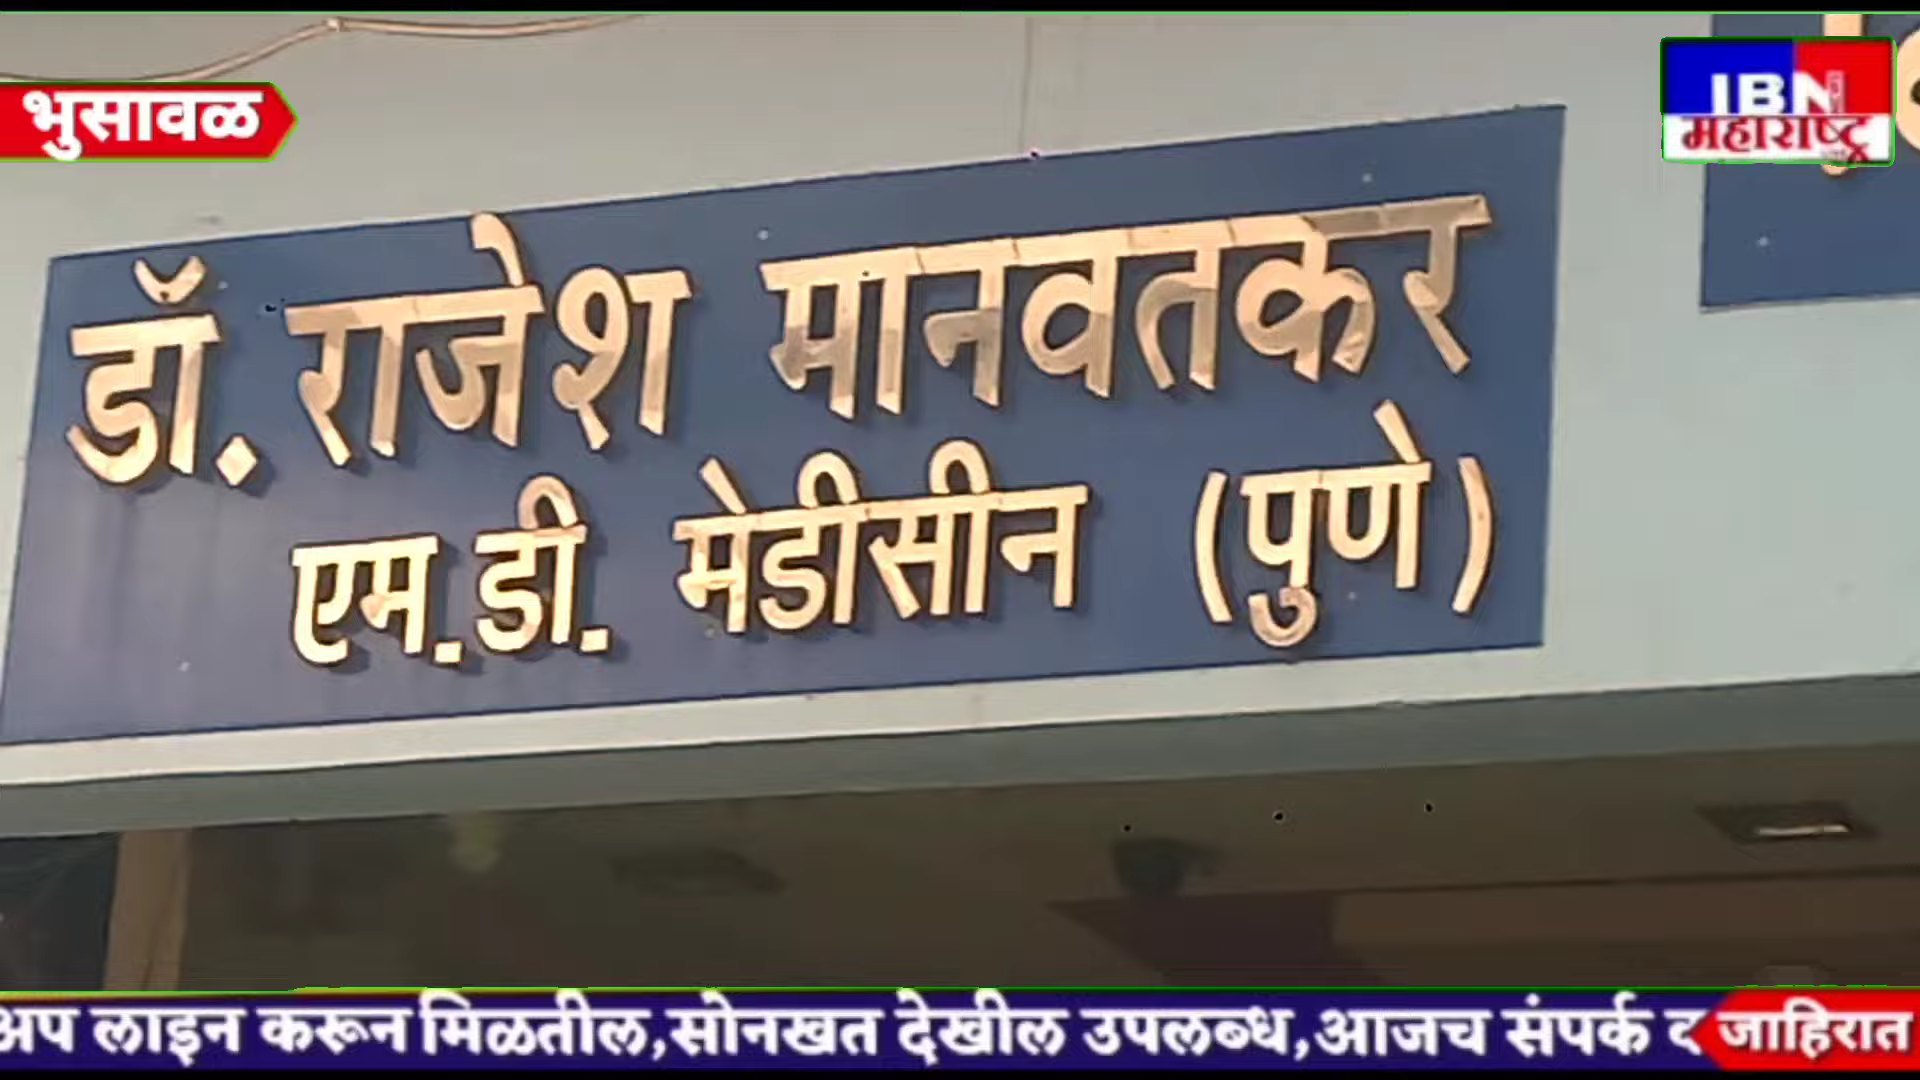 भुसावळ
IBN
महाराष्ट्र
डॉ. राजेश मानवतकर
एम.डी. मेडीसीन (पुणे)
अप लाइन करून मिळतील,सोनखत देखील उपलब्ध,आजच संपर्क
जाहिरात